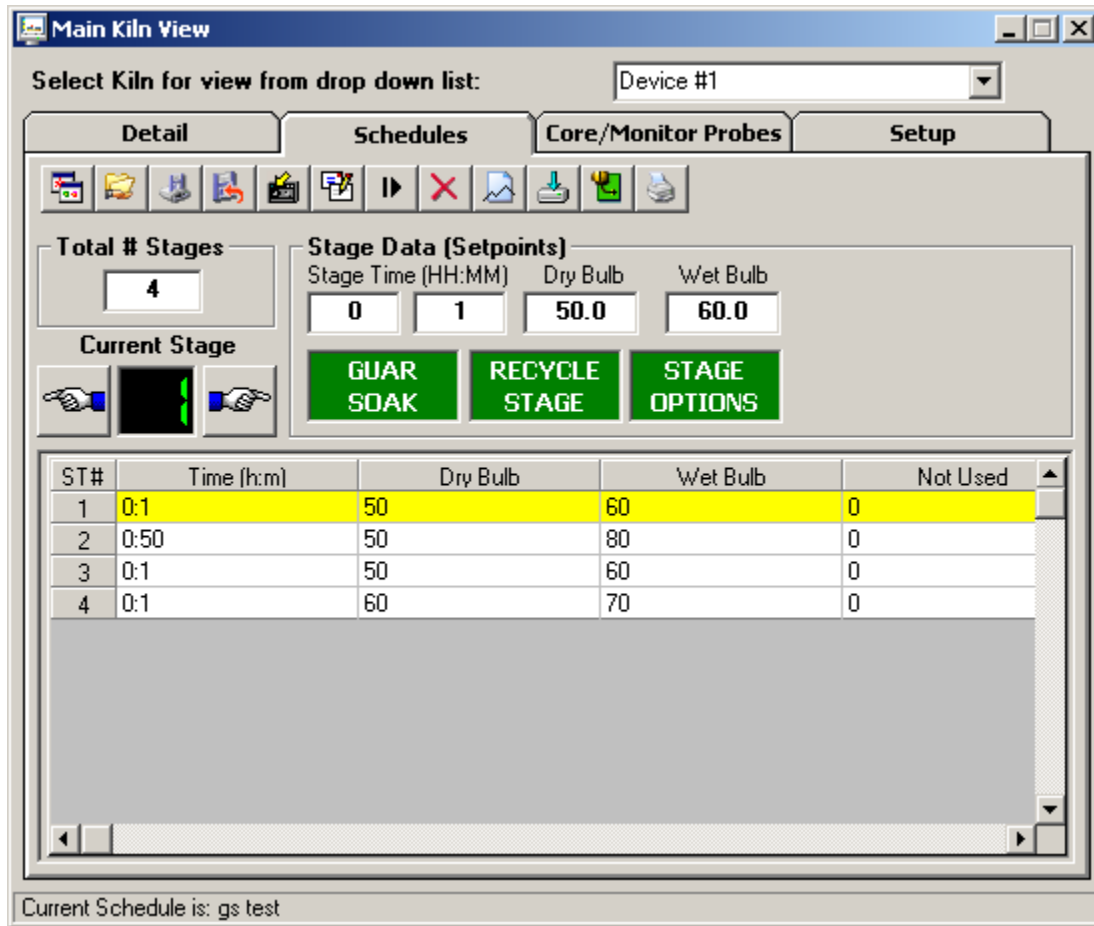 Main Kiln View
Select Kiln for view from drop down list: Device #1
Detail Schedules Core/Monitor Probes Setup
Total # Stages
4
Stage Data (Setpoints)
Stage Time (HH:MM) Dry Bulb Wet Bulb
0 1 50.0 60.0
Current Stage
1
GUAR SOAK
RECYCLE STAGE
STAGE OPTIONS
ST# Time (h:m) Dry Bulb Wet Bulb Not Used
1 0:1 50 60 0
2 0:50 50 80 0
3 0:1 50 60 0
4 0:1 60 70 0
Current Schedule is: gs test